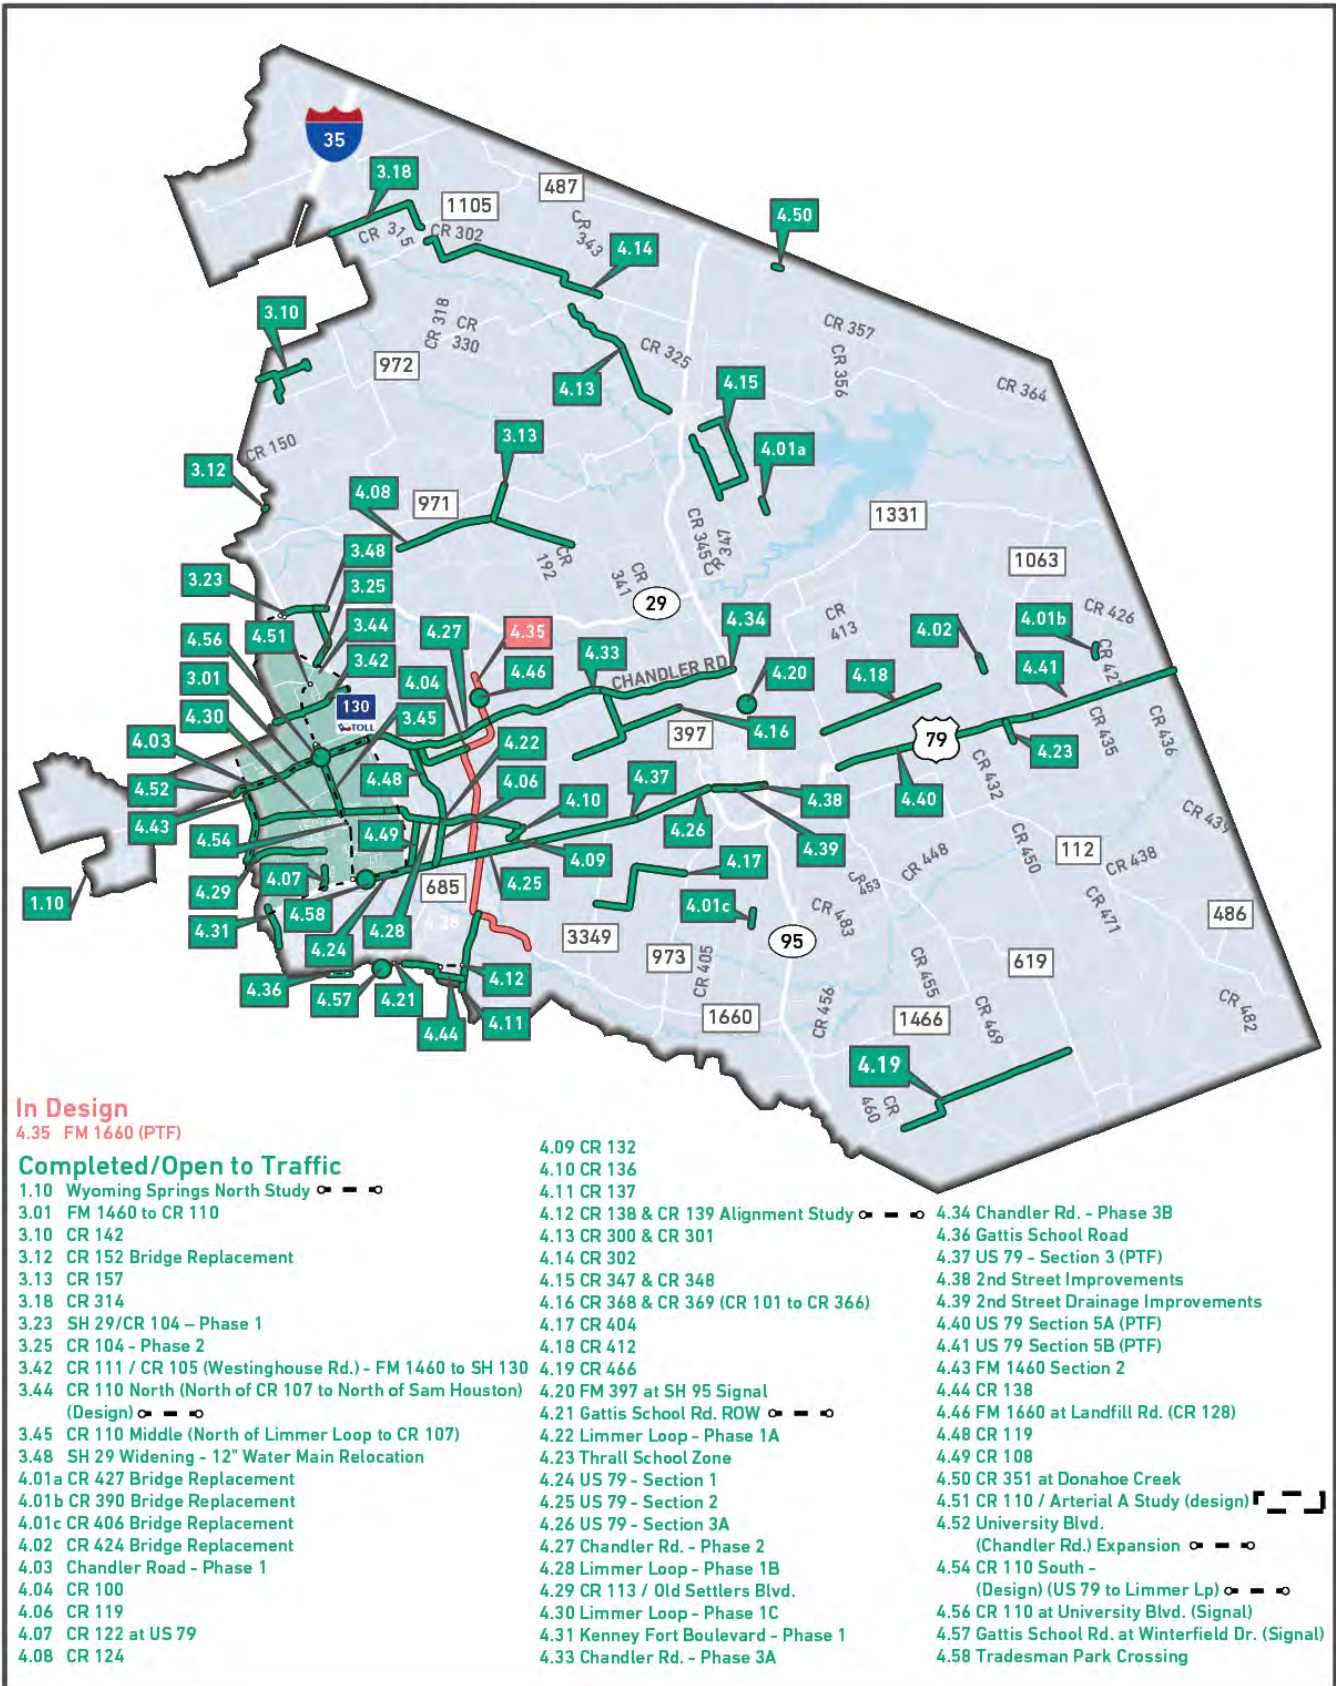 35
3.18
487
1105
4.50
CR 315
CR 302
CR 343
4.14
3.10
CR 318
CR 330
CR 357
972
CR 325
CR 356
4.13
4.15
CR 364
3.13
4.01a
CR 150
3.12
4.08
971
1331
CR 345
CR 347
3.48
CR 192
1063
3.23
3.25
CR 341
29
CR 426
4.56
4.51
3.44
4.27
4.35
4.34
CR 413
4.02
4.01b
3.42
4.33
CR 427
3.01
4.04
4.46
CHANDLER RD
4.20
4.18
4.41
4.30
130
TOLL
3.45
4.03
4.22
397
4.16
79
4.23
CR 435
CR 436
4.52
4.48
4.06
4.37
CR 432
4.43
4.10
4.38
4.40
CR 439
4.54
4.49
4.26
4.39
4.09
CR 450
112
CR 438
4.29
4.07
685
4.25
4.17
CR 448
CR 453
1.10
4.58
4.28
4.01c
CR 483
CR 471
486
4.31
4.24
4.28
3349
95
973
CR 405
CR 455
619
4.36
4.57
4.21
4.12
4.44
4.11
1660
CR 456
1466
CR 469
CR 482
4.19
CR 460
In Design
4.35 FM 1660 (PTF)
Completed/Open to Traffic
1.10 Wyoming Springs North Study
3.01 FM 1460 to CR 110
3.10 CR 142
3.12 CR 152 Bridge Replacement
3.13 CR 157
3.18 CR 314
3.23 SH 29/CR 104 – Phase 1
3.25 CR 104 - Phase 2
3.42 CR 111 / CR 105 (Westinghouse Rd.) - FM 1460 to SH 130
3.44 CR 110 North (North of CR 107 to North of Sam Houston)
(Design)
3.45 CR 110 Middle (North of Limmer Loop to CR 107)
3.48 SH 29 Widening - 12" Water Main Relocation
4.01a CR 427 Bridge Replacement
4.01b CR 390 Bridge Replacement
4.01c CR 406 Bridge Replacement
4.02 CR 424 Bridge Replacement
4.03 Chandler Road - Phase 1
4.04 CR 100
4.06 CR 119
4.07 CR 122 at US 79
4.08 CR 124
4.09 CR 132
4.10 CR 136
4.11 CR 137
4.12 CR 138 & CR 139 Alignment Study
4.13 CR 300 & CR 301
4.14 CR 302
4.15 CR 347 & CR 348
4.16 CR 368 & CR 369 (CR 101 to CR 366)
4.17 CR 404
4.18 CR 412
4.19 CR 466
4.20 FM 397 at SH 95 Signal
4.21 Gattis School Rd. ROW
4.22 Limmer Loop - Phase 1A
4.23 Thrall School Zone
4.24 US 79 - Section 1
4.25 US 79 - Section 2
4.26 US 79 - Section 3A
4.27 Chandler Rd. - Phase 2
4.28 Limmer Loop - Phase 1B
4.29 CR 113 / Old Settlers Blvd.
4.30 Limmer Loop - Phase 1C
4.31 Kenney Fort Boulevard - Phase 1
4.33 Chandler Rd. - Phase 3A
4.34 Chandler Rd. - Phase 3B
4.36 Gattis School Road
4.37 US 79 - Section 3 (PTF)
4.38 2nd Street Improvements
4.39 2nd Street Drainage Improvements
4.40 US 79 Section 5A (PTF)
4.41 US 79 Section 5B (PTF)
4.43 FM 1460 Section 2
4.44 CR 138
4.46 FM 1660 at Landfill Rd. (CR 128)
4.48 CR 119
4.49 CR 108
4.50 CR 351 at Donahoe Creek
4.51 CR 110 / Arterial A Study (design)
4.52 University Blvd.
(Chandler Rd.) Expansion
4.54 CR 110 South -
(Design) (US 79 to Limmer Lp)
4.56 CR 110 at University Blvd. (Signal)
4.57 Gattis School Rd. at Winterfield Dr. (Signal)
4.58 Tradesman Park Crossing